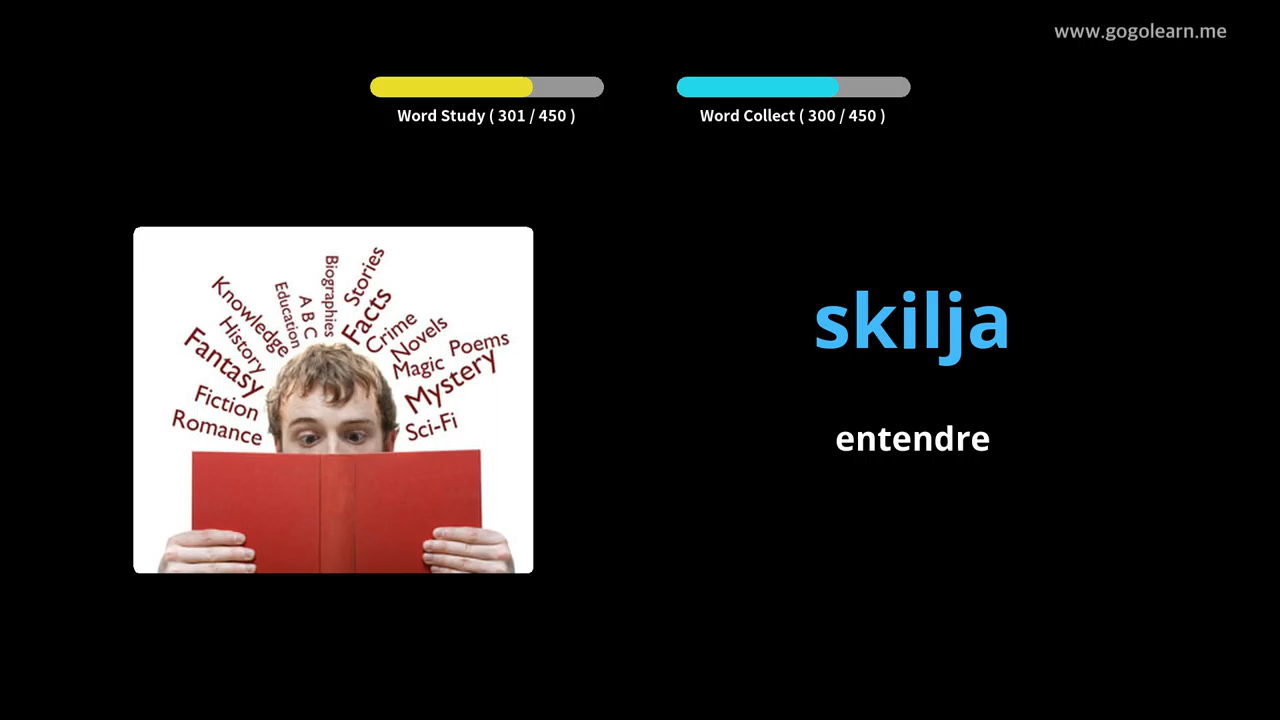 www.gogolearn.me
Word Study ( 301 / 450 )
Word Collect ( 300 / 450 )
Biographies
Stories
Education
A B C
Facts
Knowledge
Crime
History
Novels
Fantasy
Magic
Poems
Mystery
Fiction
Romance
Sci-Fi
skilja
entendre